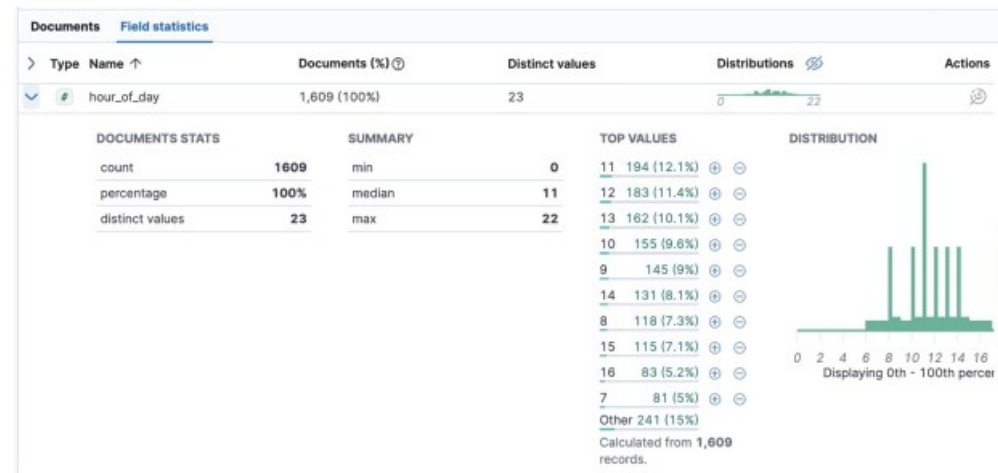 Documents Field statistics
Type Name ↑ Documents (%) Distinct values Distributions Actions
# hour_of_day 1,609 (100%) 23 0 22
DOCUMENTS STATS
count 1609
percentage 100%
distinct values 23
SUMMARY
min 0
median 11
max 22
TOP VALUES
11 194 (12.1%)
12 183 (11.4%)
13 162 (10.1%)
10 155 (9.6%)
9 145 (9%)
14 131 (8.1%)
8 118 (7.3%)
15 115 (7.1%)
16 83 (5.2%)
7 81 (5%)
Other 241 (15%)
Calculated from 1,609
records.
DISTRIBUTION
0 2 4 6 8 10 12 14 16
Displaying 0th - 100th percen